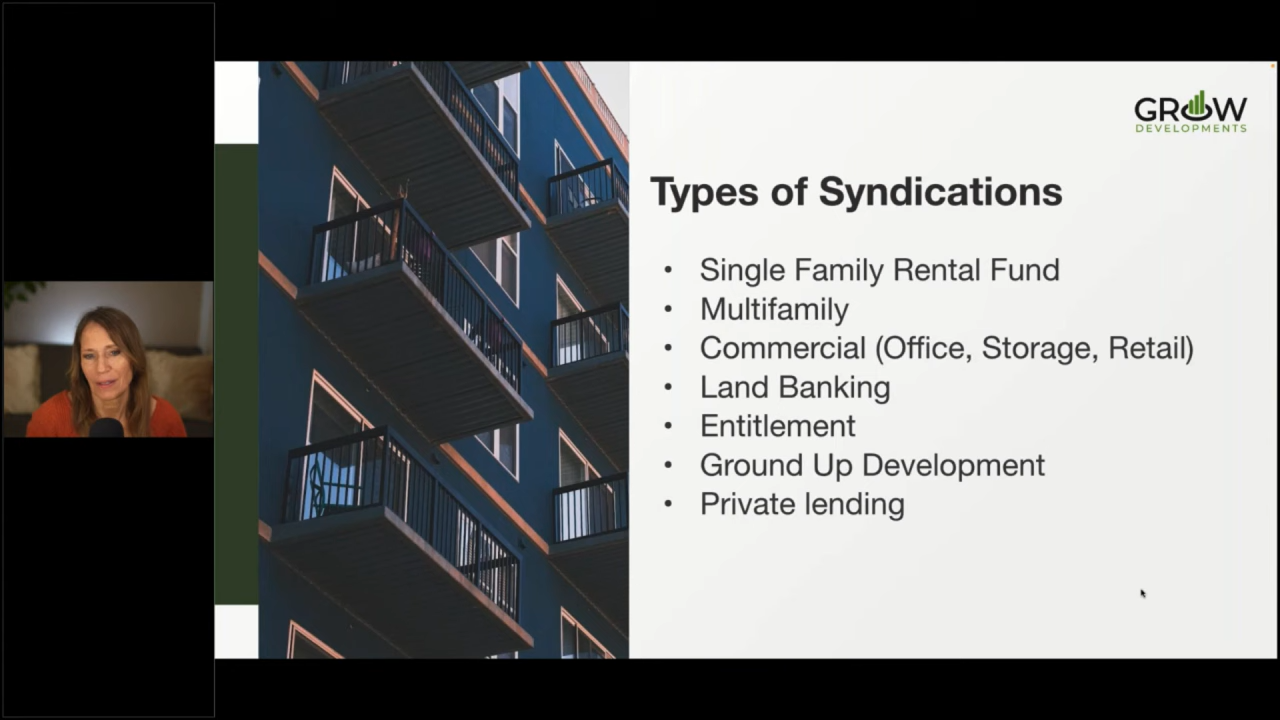 GROW
DEVELOPMENTS
Types of Syndications
• Single Family Rental Fund
• Multifamily
• Commercial (Office, Storage, Retail)
• Land Banking
• Entitlement
• Ground Up Development
• Private lending